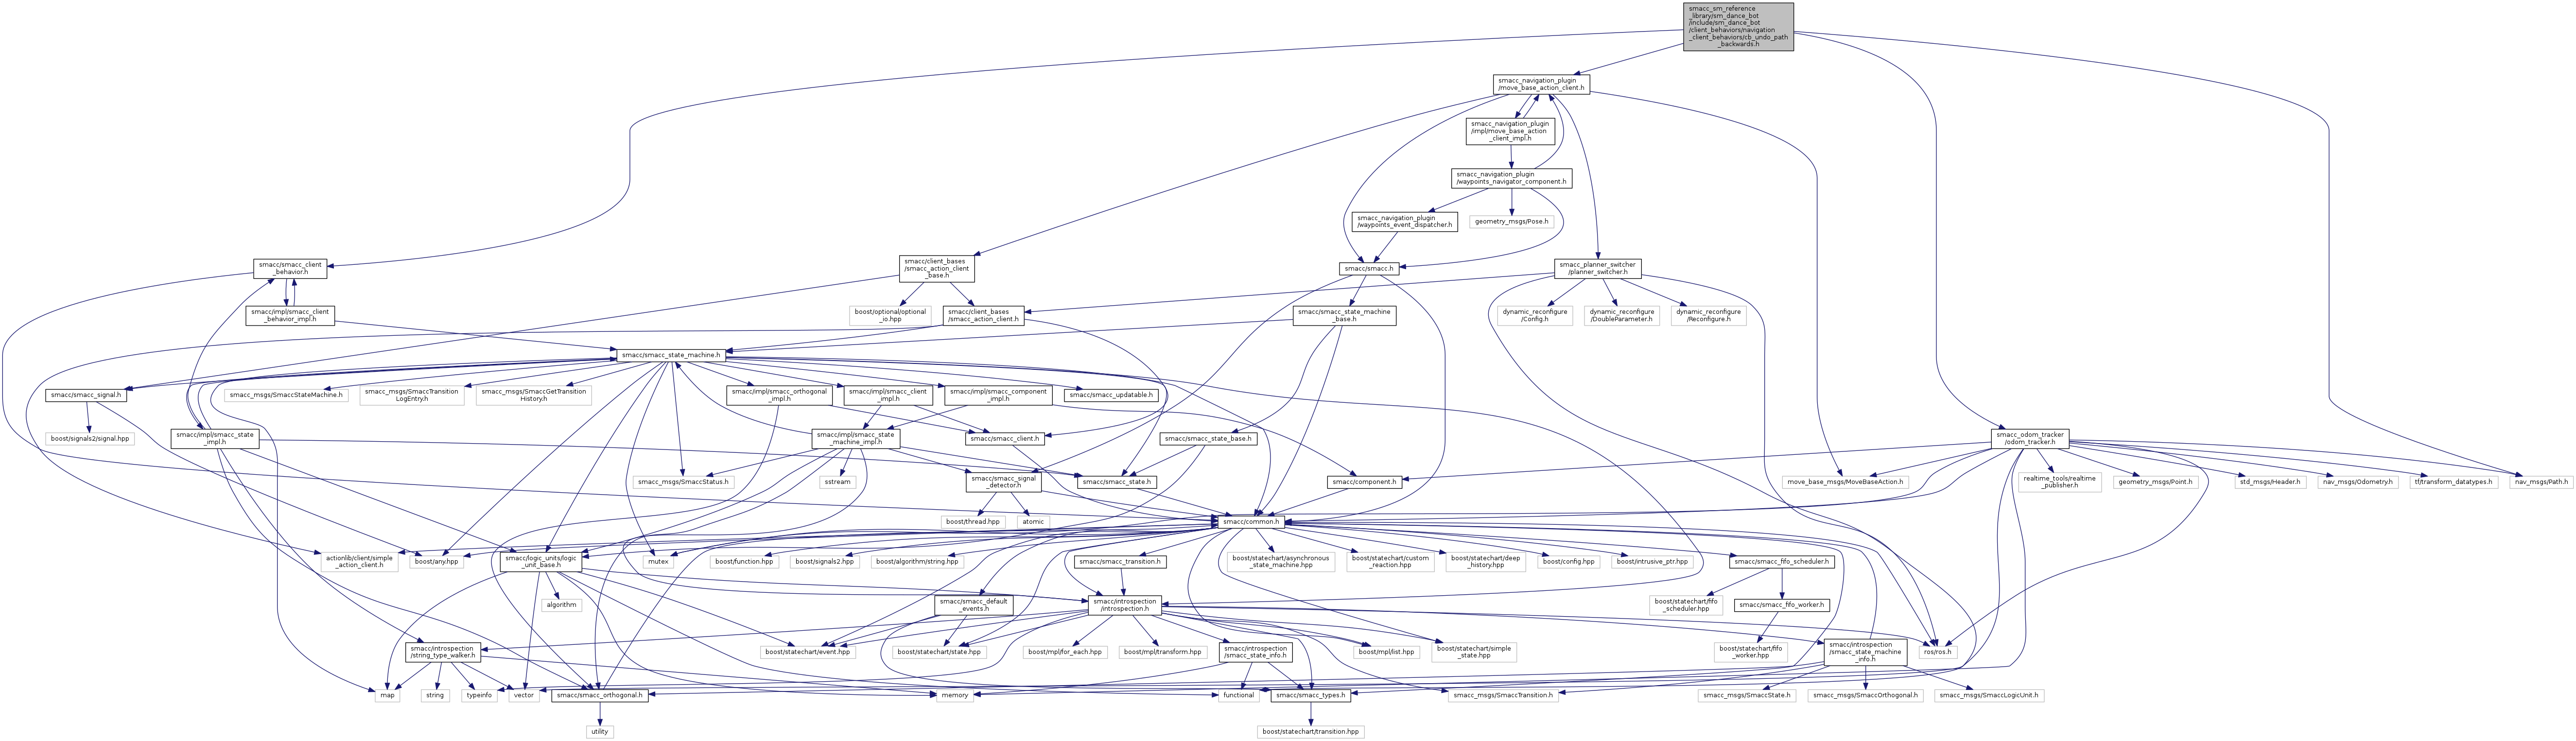 smacc_sm_reference
_library/sm_dance_bot
/include/sm_dance_bot
/client_behaviors/navigation
_client_behaviors/cb_undo_path
_backwards.h
smacc_navigation_plugin
/move_base_action_client.h
smacc_navigation_plugin
/impl/move_base_action
_client_impl.h
smacc_navigation_plugin
/waypoints_navigator_component.h
smacc_navigation_plugin
/waypoints_event_dispatcher.h
geometry_msgs/Pose.h
smacc/smacc_client
_behavior.h
smacc/client_bases
/smacc_action_client
_base.h
smacc/smacc.h
smacc_planner_switcher
/planner_switcher.h
smacc/impl/smacc_client
_behavior_impl.h
boost/optional/optional
_io.hpp
smacc/client_bases
/smacc_action_client.h
smacc/smacc_state_machine
_base.h
dynamic_reconfigure
/Config.h
dynamic_reconfigure
/DoubleParameter.h
dynamic_reconfigure
/Reconfigure.h
smacc/smacc_state_machine.h
smacc/smacc_signal.h
smacc_msgs/SmaccStateMachine.h
smacc_msgs/SmaccTransition
LogEntry.h
smacc_msgs/SmaccGetTransition
History.h
smacc/impl/smacc_orthogonal
_impl.h
smacc/impl/smacc_client
_impl.h
smacc/impl/smacc_component
_impl.h
smacc/smacc_updatable.h
boost/signals2/signal.hpp
smacc/impl/smacc_state
_impl.h
smacc/impl/smacc_state
_machine_impl.h
smacc/smacc_client.h
smacc/smacc_state_base.h
smacc_odom_tracker
/odom_tracker.h
smacc_msgs/SmaccStatus.h
sstream
smacc/smacc_signal
_detector.h
smacc/smacc_state.h
smacc/component.h
move_base_msgs/MoveBaseAction.h
realtime_tools/realtime
_publisher.h
geometry_msgs/Point.h
std_msgs/Header.h
nav_msgs/Odometry.h
tf/transform_datatypes.h
nav_msgs/Path.h
boost/thread.hpp
atomic
smacc/common.h
actionlib/client/simple
_action_client.h
boost/any.hpp
smacc/logic_units/logic
_unit_base.h
mutex
boost/function.hpp
boost/signals2.hpp
boost/algorithm/string.hpp
smacc/smacc_transition.h
boost/statechart/asynchronous
_state_machine.hpp
boost/statechart/custom
_reaction.hpp
boost/statechart/deep
_history.hpp
boost/config.hpp
boost/intrusive_ptr.hpp
smacc/smacc_fifo_scheduler.h
algorithm
smacc/smacc_default
_events.h
smacc/introspection
/introspection.h
boost/statechart/fifo
_scheduler.hpp
smacc/smacc_fifo_worker.h
smacc/introspection
/string_type_walker.h
boost/statechart/event.hpp
boost/statechart/state.hpp
boost/mpl/for_each.hpp
boost/mpl/transform.hpp
smacc/introspection
/smacc_state_info.h
boost/mpl/list.hpp
boost/statechart/simple
_state.hpp
boost/statechart/fifo
_worker.hpp
smacc/introspection
/smacc_state_machine
_info.h
ros/ros.h
map
string
typeinfo
vector
smacc/smacc_orthogonal.h
memory
functional
smacc/smacc_types.h
smacc_msgs/SmaccTransition.h
smacc_msgs/SmaccState.h
smacc_msgs/SmaccOrthogonal.h
smacc_msgs/SmaccLogicUnit.h
utility
boost/statechart/transition.hpp